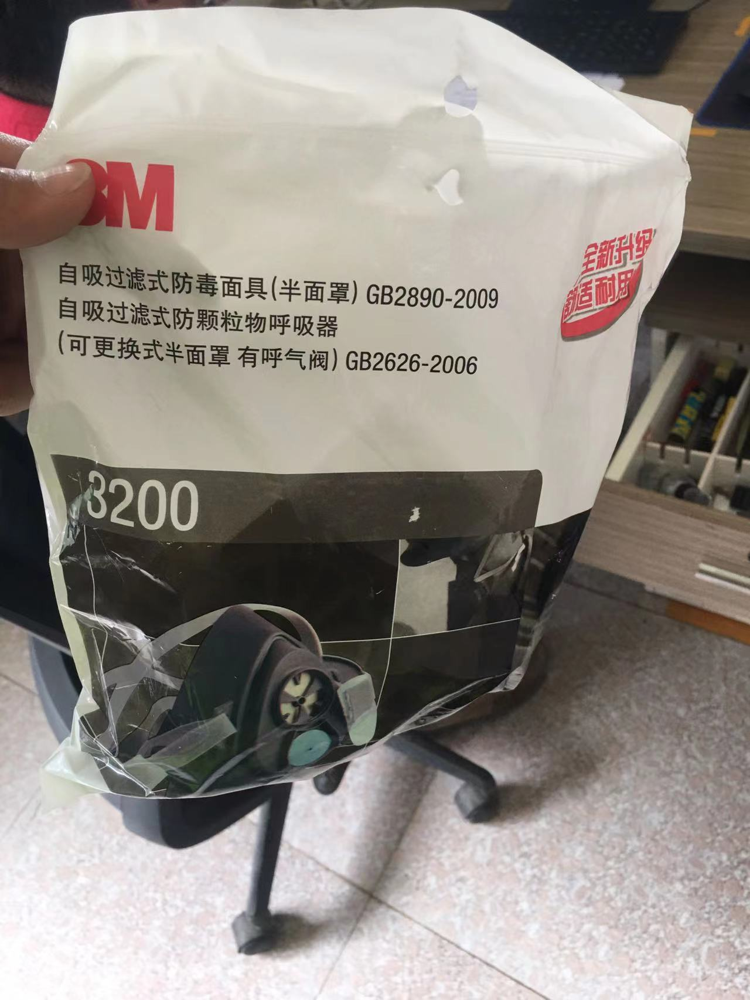 3M
自吸过滤式防毒面具(半面罩) GB2890-2009
自吸过滤式防颗粒物呼吸器
(可更换式半面罩 有呼气阀) GB2626-2006
全新升级
舒适耐用
3200